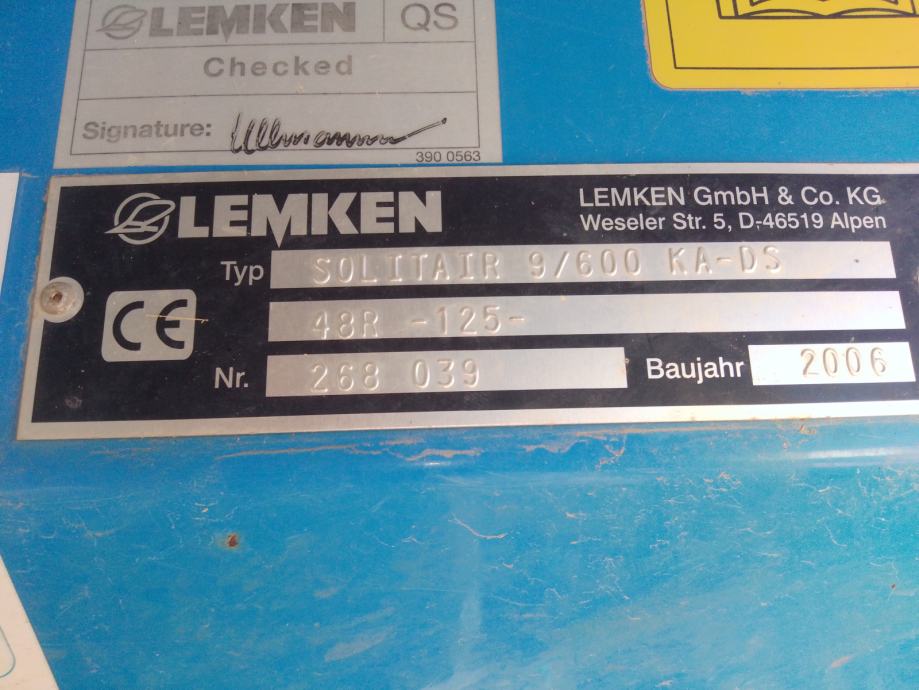 LEMKEN QS
Checked
Signature:
390 0563
LEMKEN
LEMKEN GmbH & Co. KG
Weseler Str. 5, D-46519 Alpen
Typ SOLITAIR 9/600 KA-DS
48R -125-
CE
Nr. 268 039
Baujahr 2006